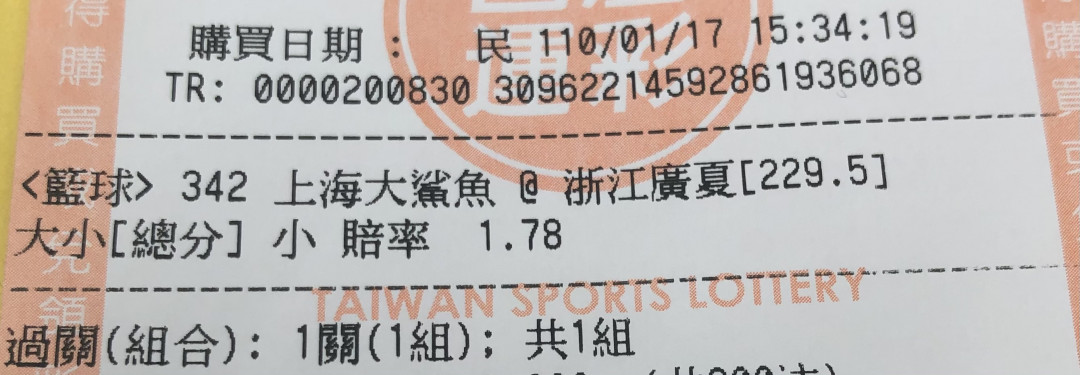 購買日期 : 民 110/01/17 15:34:19
TR: 0000200830 30962214592861936068
<籃球> 342 上海大鯊魚 @ 浙江廣夏[229.5]
大小[總分] 小 賠率 1.78
TAIWAN SPORTS LOTTERY
過關(組合): 1關(1組); 共1組